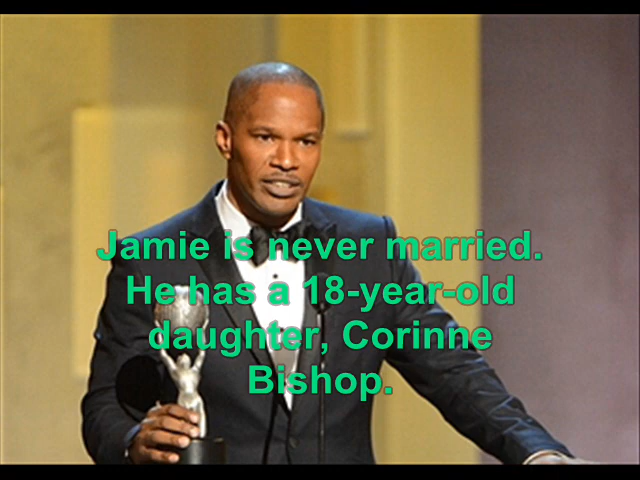 Jamie is never married.
He has a 18-year-old
daughter, Corinne
Bishop.